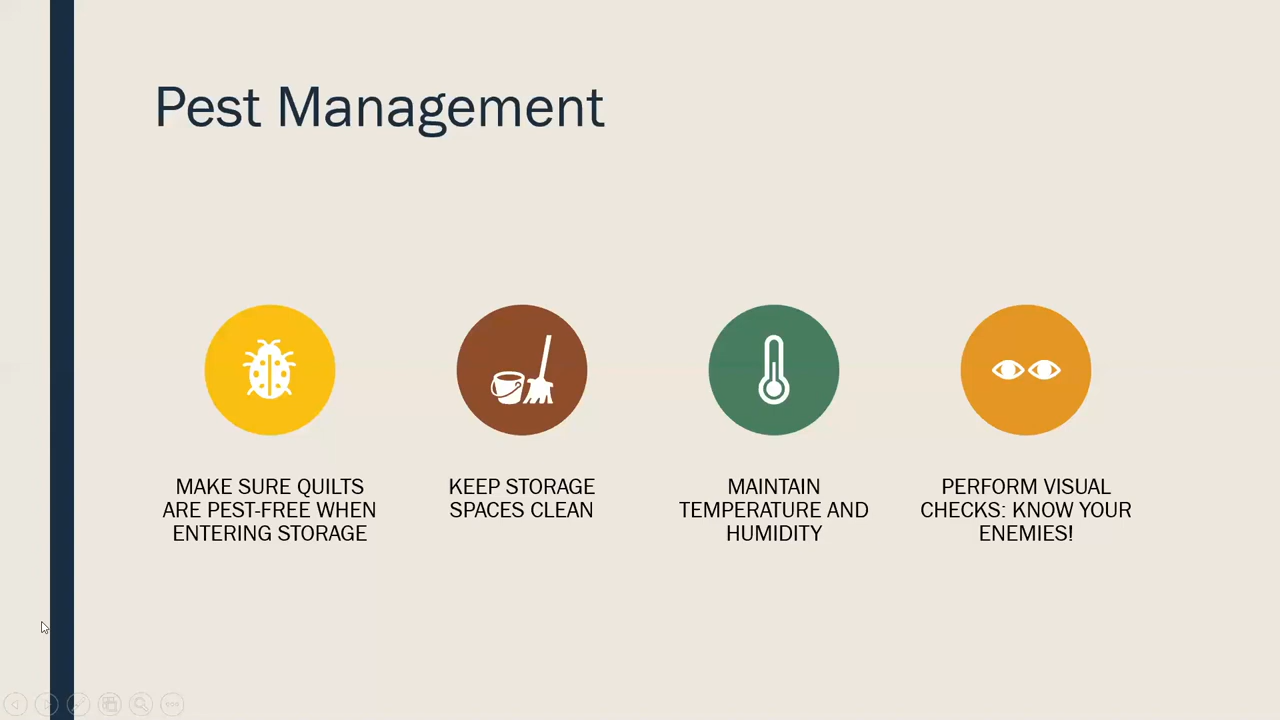 Pest Management
MAKE SURE QUILTS
ARE PEST-FREE WHEN
ENTERING STORAGE
KEEP STORAGE
SPACES CLEAN
MAINTAIN
TEMPERATURE AND
HUMIDITY
PERFORM VISUAL
CHECKS: KNOW YOUR
ENEMIES!